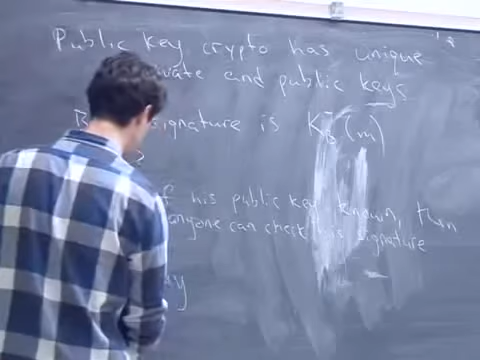 Public key crypto has unique
private and public keys
signature is K_B^-(m)
If his public key known, then
anyone can check his signature